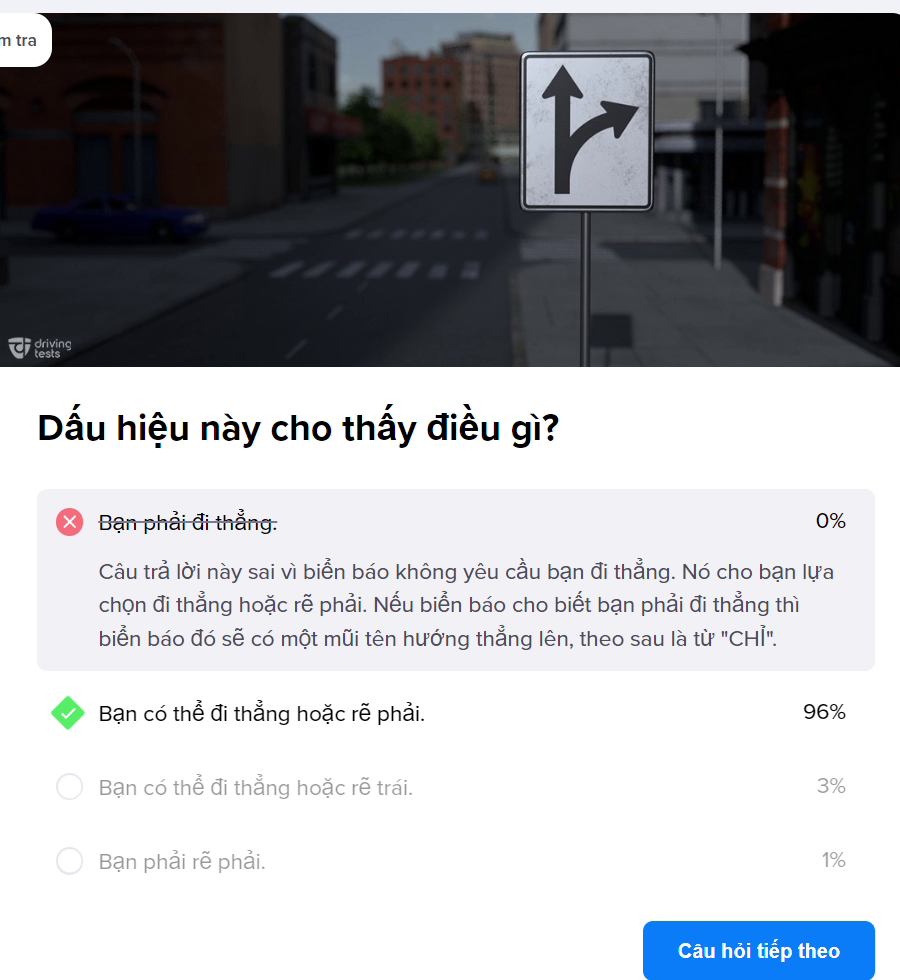 m tra
driving
tests
Dấu hiệu này cho thấy điều gì?
Bạn phải đi thẳng. 0%
Câu trả lời này sai vì biển báo không yêu cầu bạn đi thẳng. Nó cho bạn lựa
chọn đi thẳng hoặc rẽ phải. Nếu biển báo cho biết bạn phải đi thẳng thì
biển báo đó sẽ có một mũi tên hướng thẳng lên, theo sau là từ "CHỈ".
Bạn có thể đi thẳng hoặc rẽ phải. 96%
Bạn có thể đi thẳng hoặc rẽ trái. 3%
Bạn phải rẽ phải. 1%
Câu hỏi tiếp theo